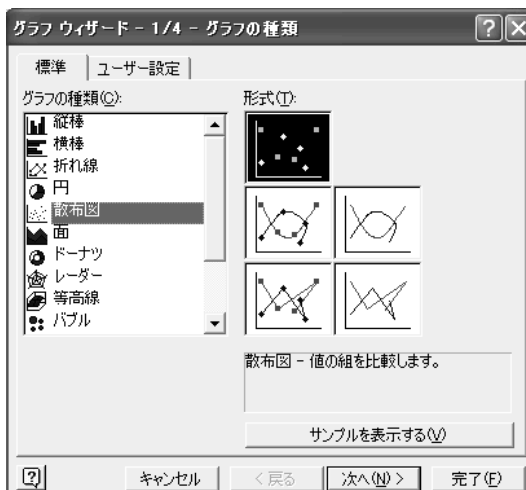 グラフ ウィザード - 1/4 - グラフの種類
標準
ユーザー設定
グラフの種類(C):
縦棒
横棒
折れ線
円
散布図
面
ドーナツ
レーダー
等高線
バブル
形式(T):
散布図 - 値の組を比較します。
サンプルを表示する(V)
キャンセル
< 戻る
次へ(N) >
完了(F)